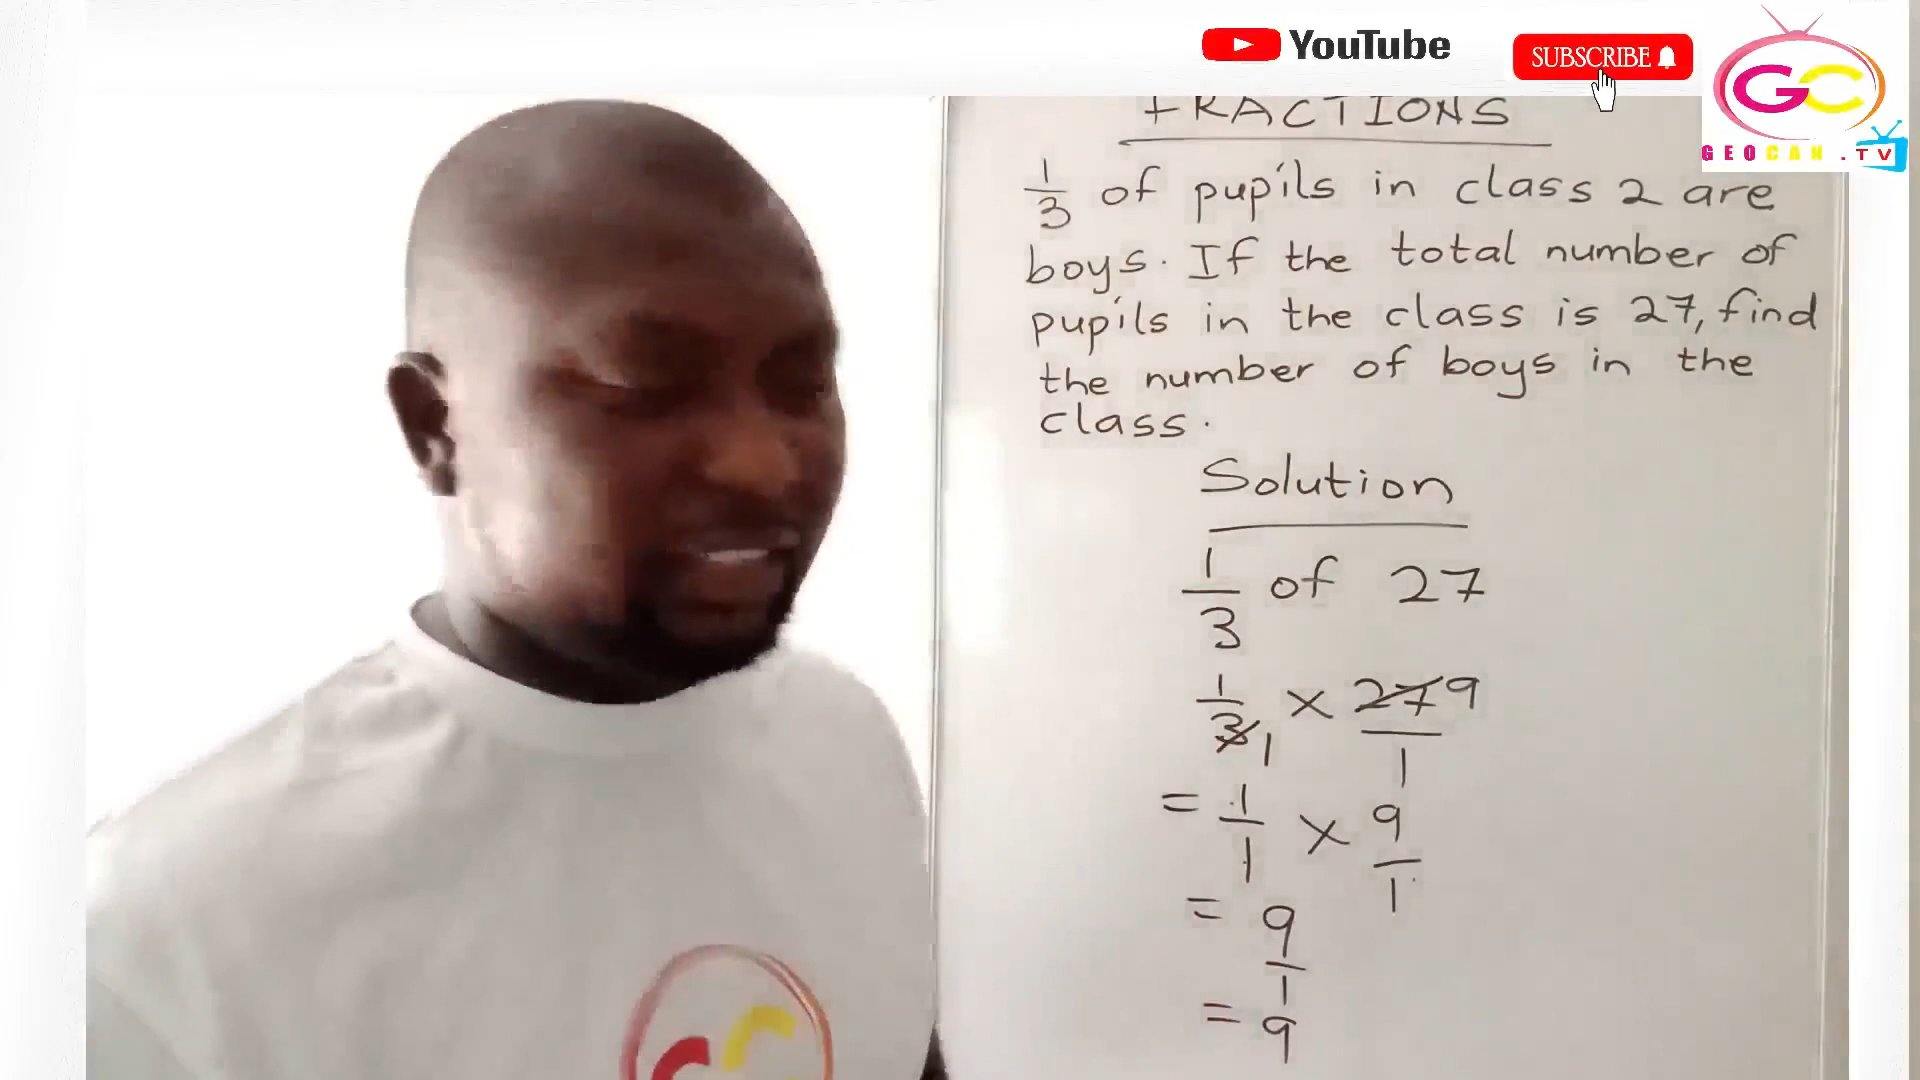 YouTube
SUBSCRIBE
GC
GEOCAN.TV
FRACTIONS
1/3 of pupils in class 2 are
boys. If the total number of
pupils in the class is 27, find
the number of boys in the
class.
Solution
1/3 of 27
1/3 1 × 27 9/1
= 1/1 × 9/1
= 9/1
= 9